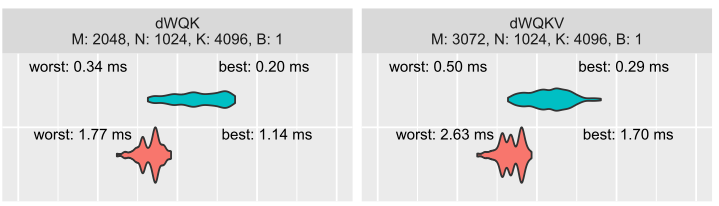 dWQK
M: 2048, N: 1024, K: 4096, B: 1
worst: 0.34 ms best: 0.20 ms
worst: 1.77 ms best: 1.14 ms
dWQKV
M: 3072, N: 1024, K: 4096, B: 1
worst: 0.50 ms best: 0.29 ms
worst: 2.63 ms best: 1.70 ms